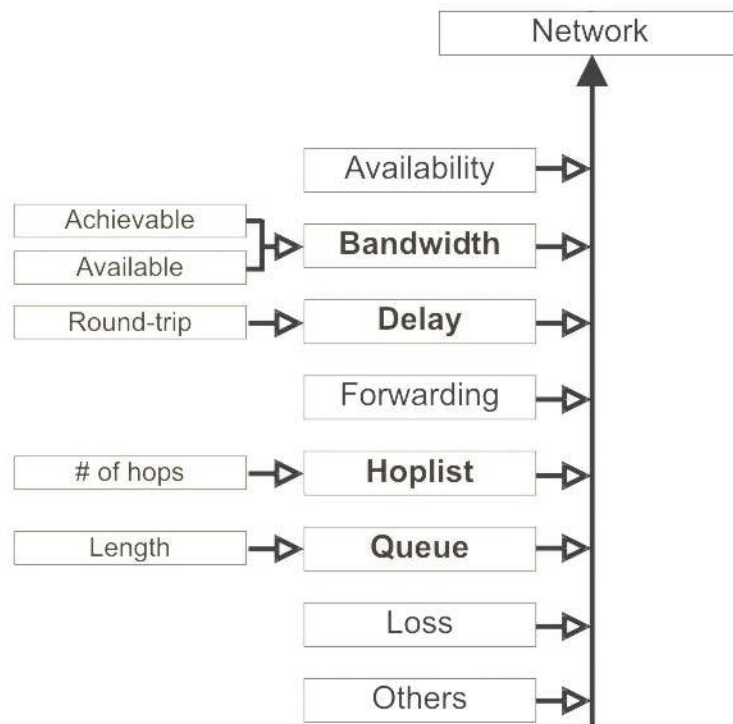 Network
Availability
Achievable
Bandwidth
Available
Round-trip
Delay
Forwarding
# of hops
Hoplist
Length
Queue
Loss
Others